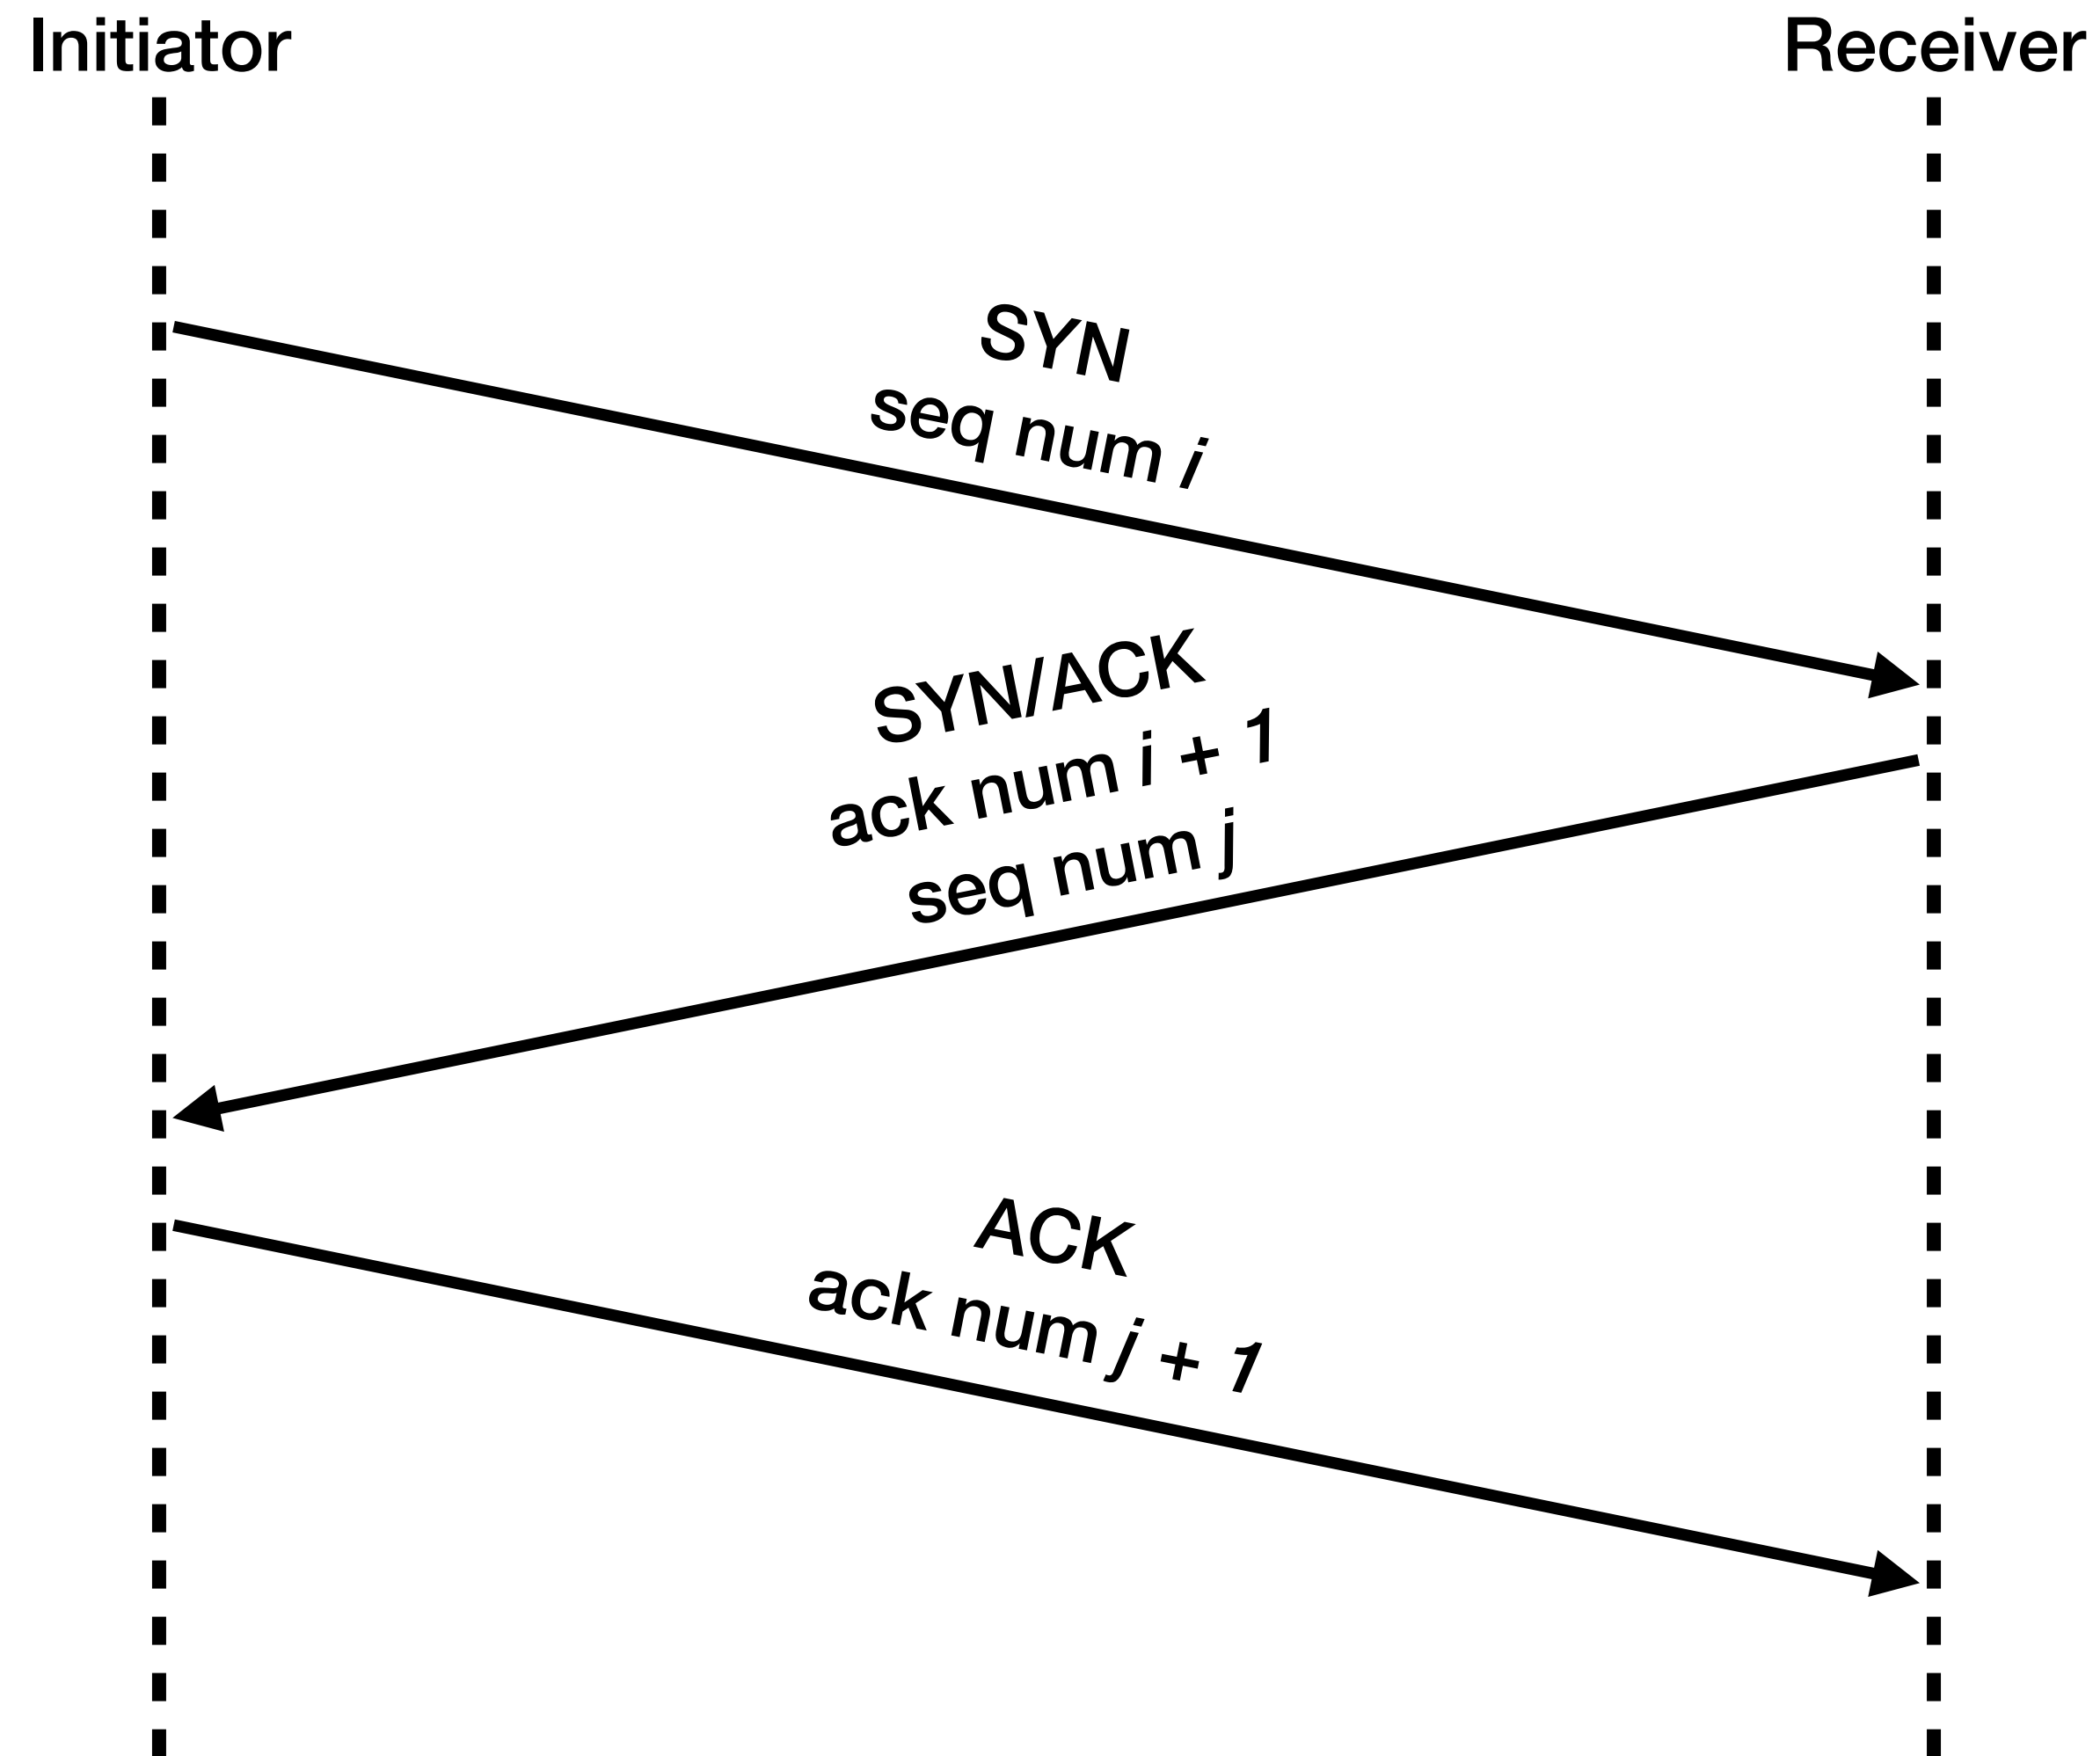 Initiator
Receiver
SYN
seq num i
SYN/ACK
ack num i + 1
seq num j
ACK
ack num j + 1